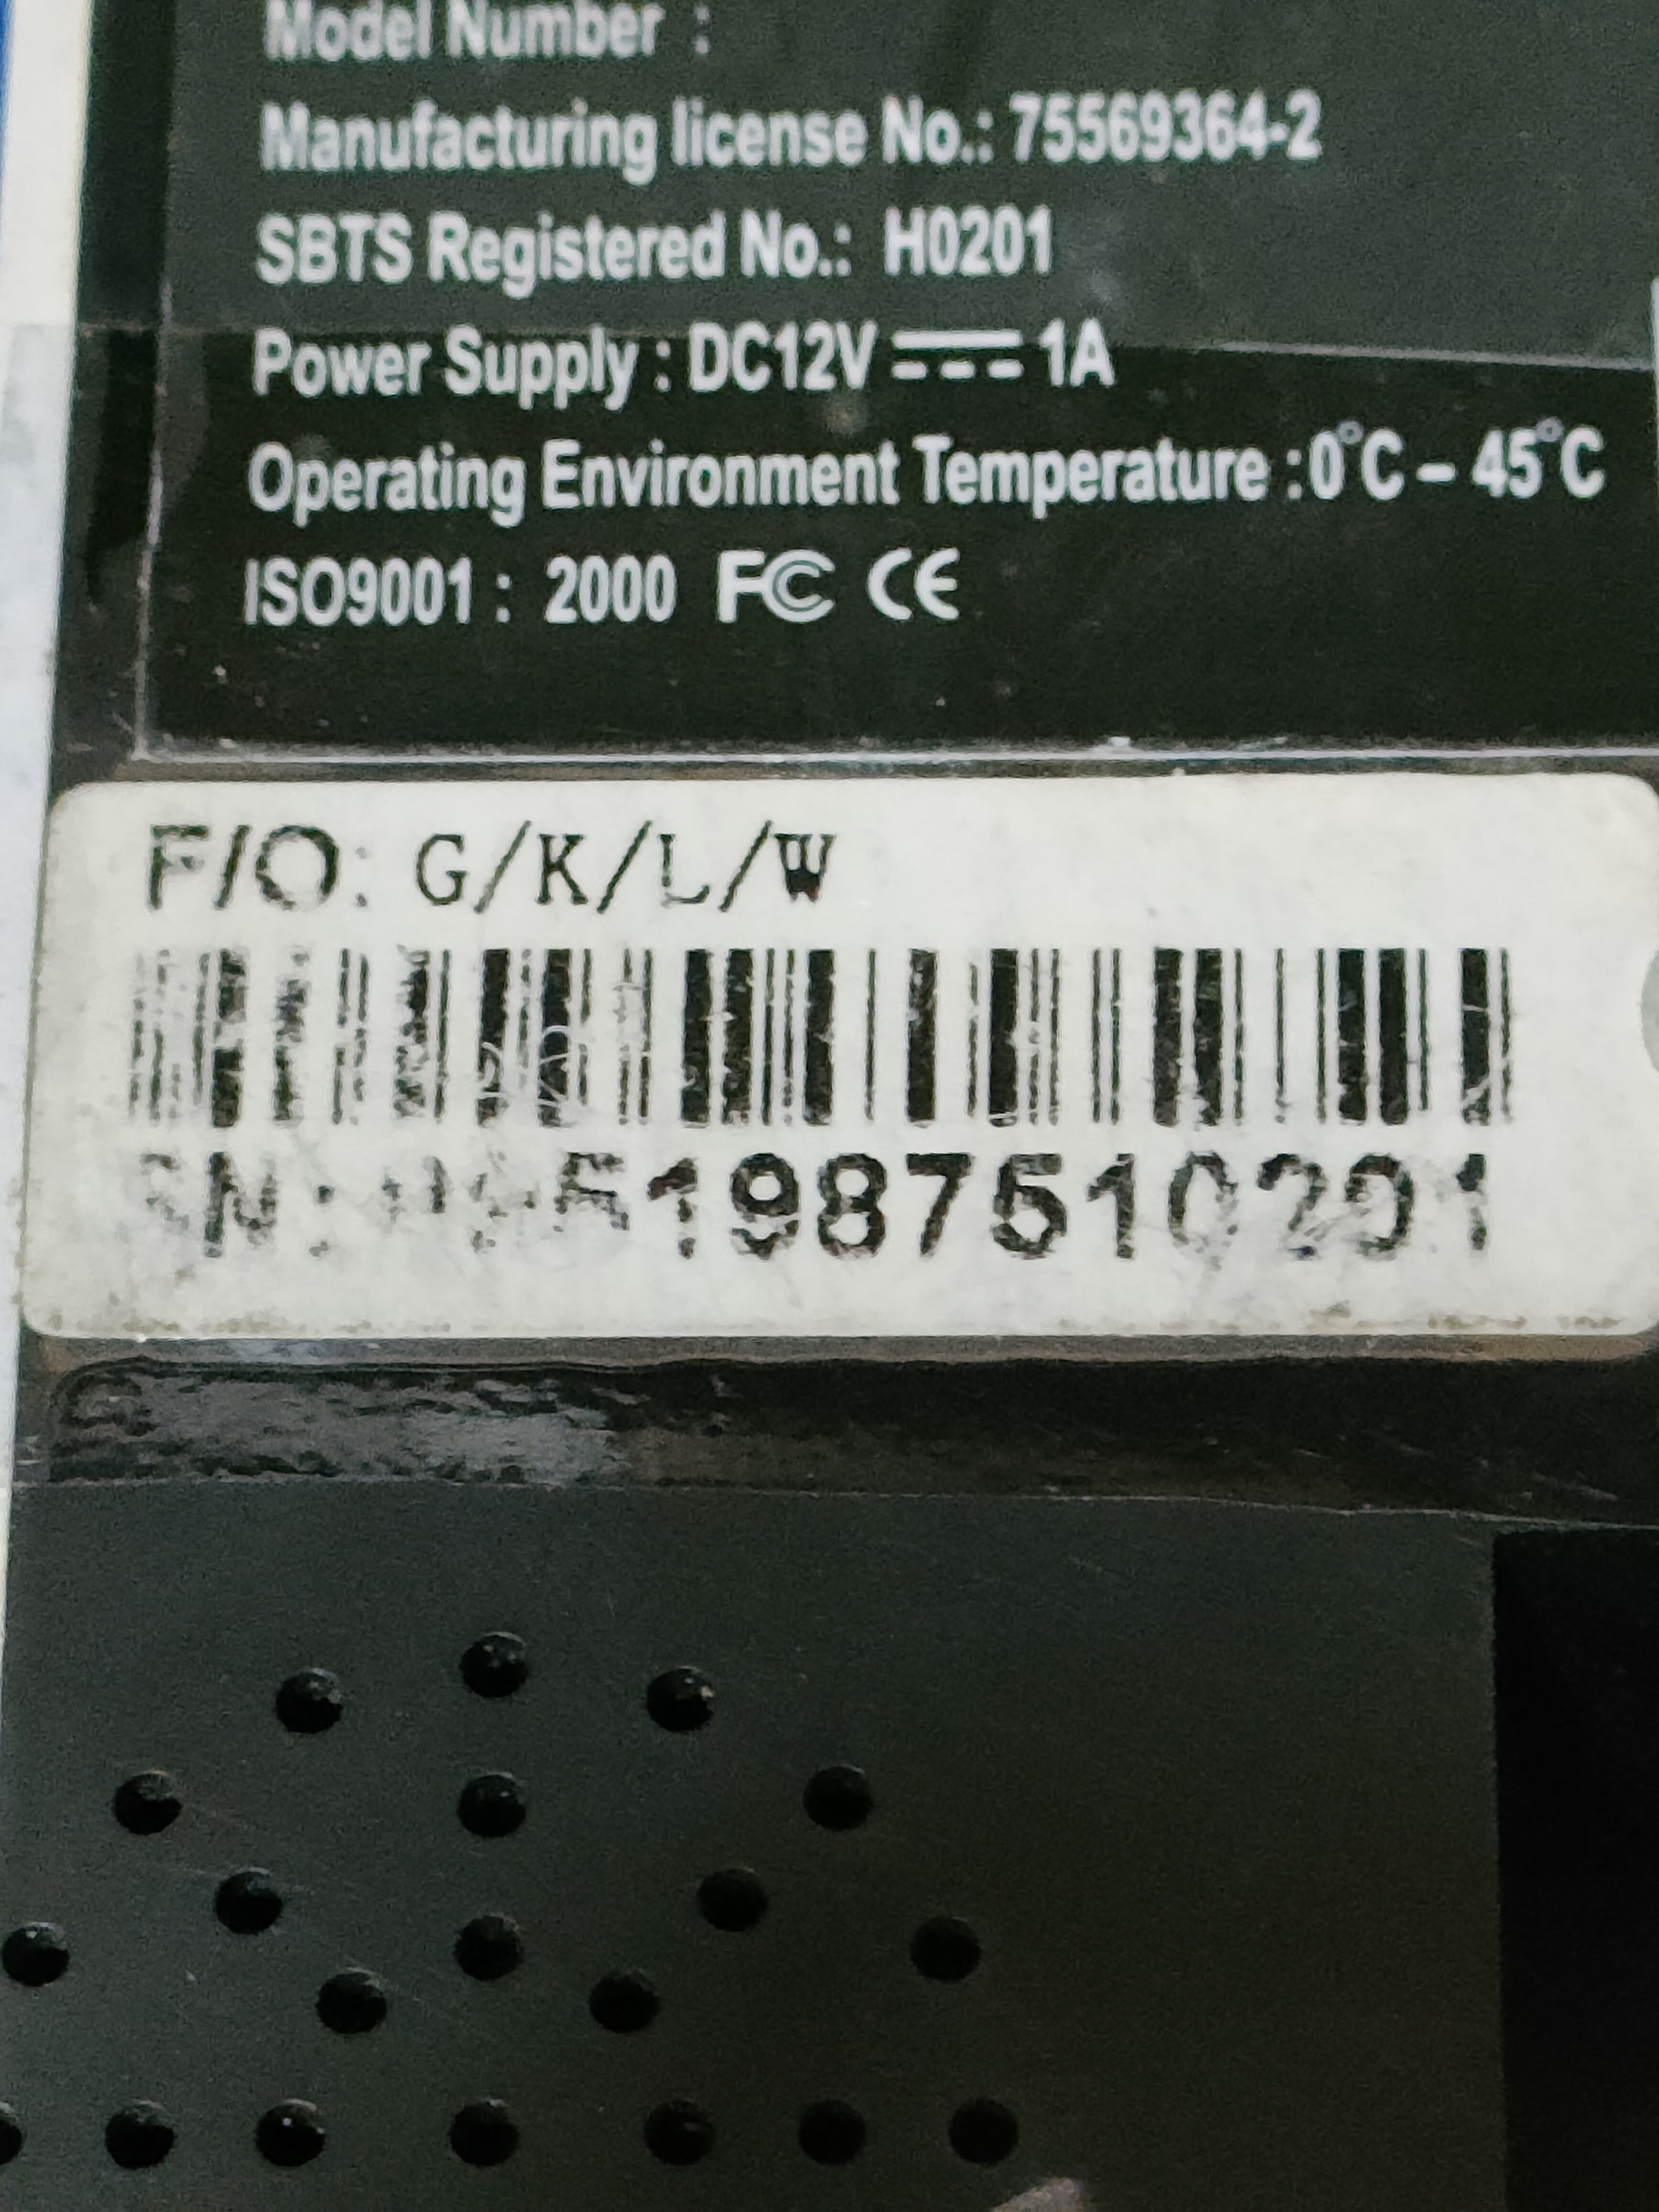 Model Number :
Manufacturing license No.: 75569364-2
SBTS Registered No.: H0201
Power Supply : DC12V ⎓ 1A
Operating Environment Temperature :0°C – 45°C
ISO9001 : 2000 FC CE
F/O: G/K/L/W
SN: